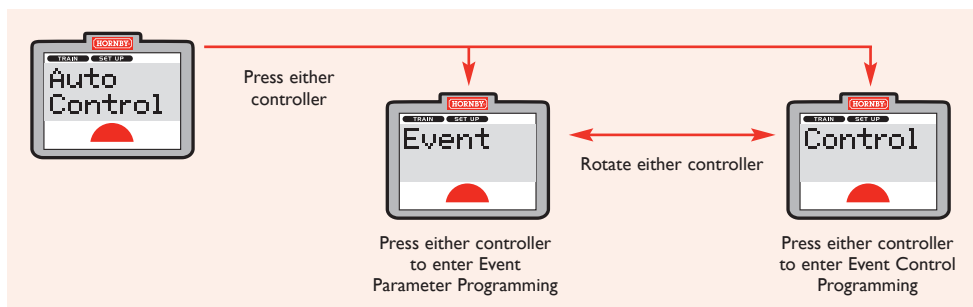 HORNBY
TRAIN SET UP
Auto
Control
Press either
controller
HORNBY
TRAIN SET UP
Event
Rotate either controller
HORNBY
TRAIN SET UP
Control
Press either controller
to enter Event
Parameter Programming
Press either controller
to enter Event Control
Programming